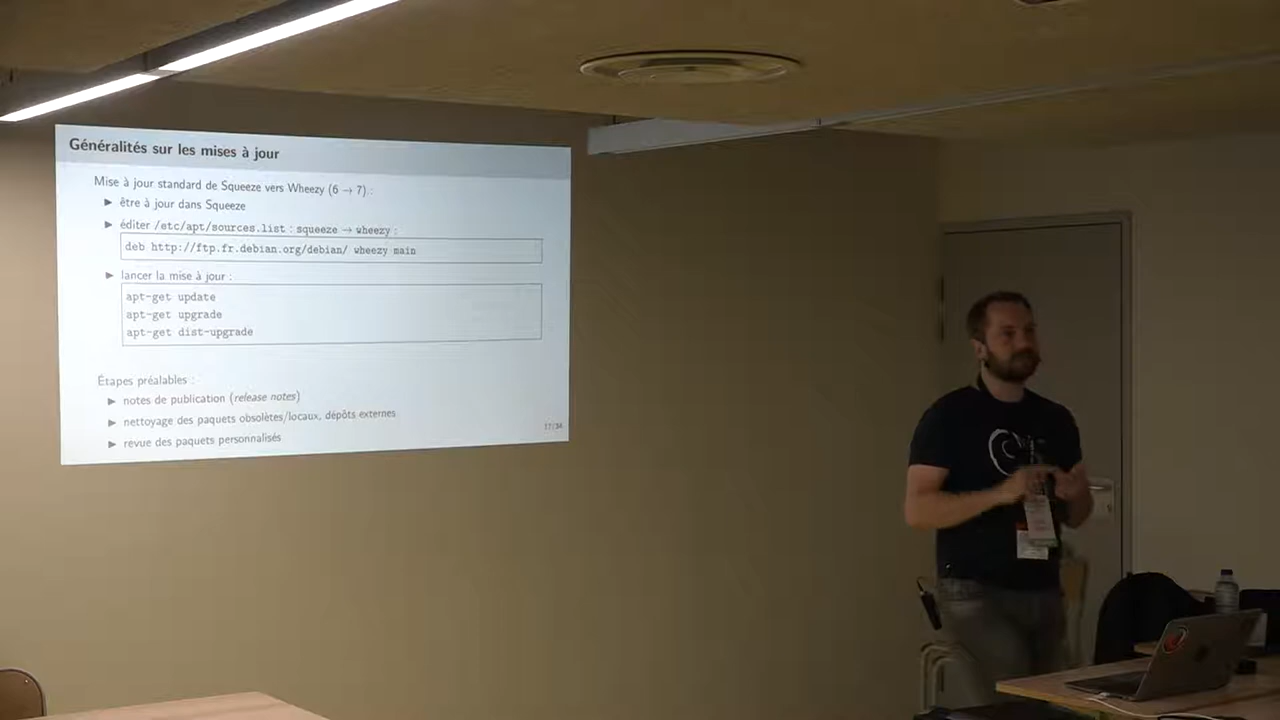 Généralités sur les mises à jour
Mise à jour standard de Squeeze vers Wheezy (6 → 7) :
▶ être à jour dans Squeeze
▶ éditer /etc/apt/sources.list : squeeze → wheezy :
deb http://ftp.fr.debian.org/debian/ wheezy main
▶ lancer la mise à jour :
apt-get update
apt-get upgrade
apt-get dist-upgrade
Étapes préalables :
▶ notes de publication (release notes)
▶ nettoyage des paquets obsolètes/locaux, dépôts externes
▶ revue des paquets personnalisés